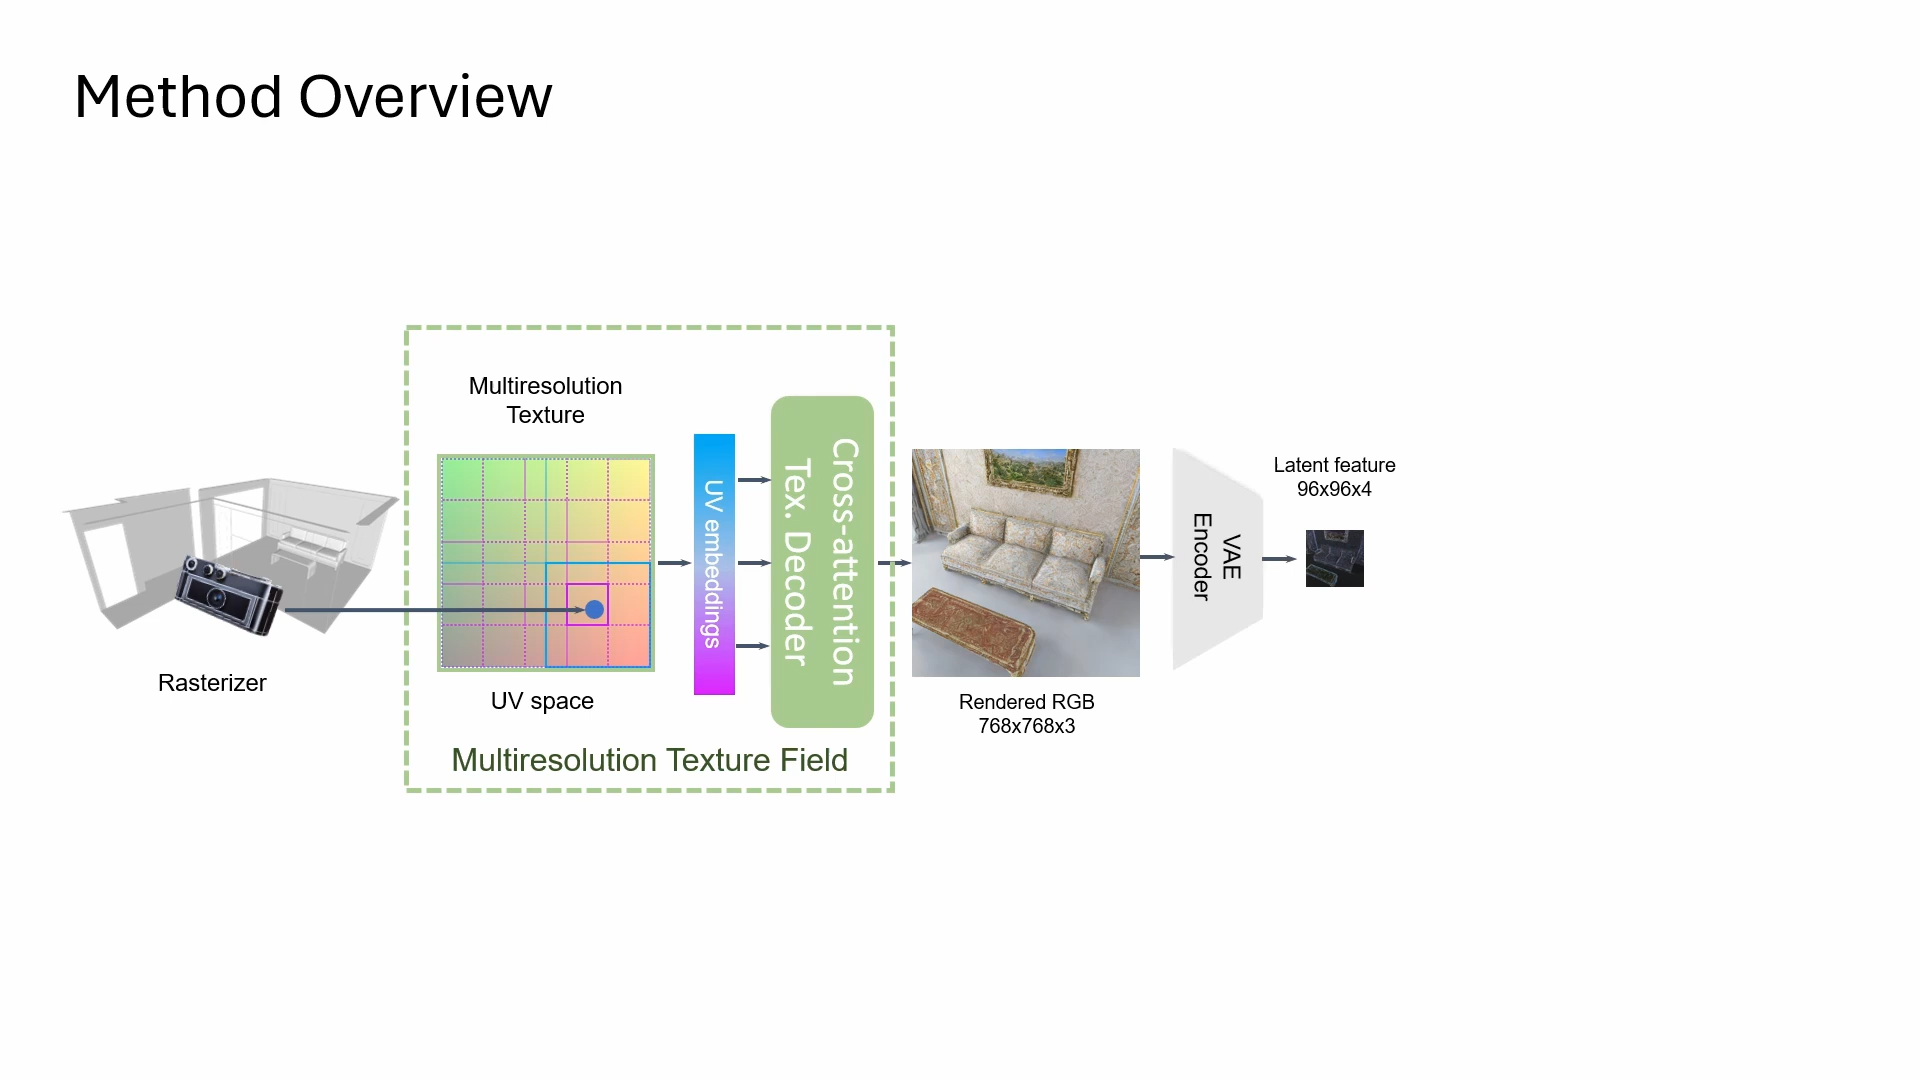 Method Overview
Rasterizer
Multiresolution
Texture
UV space
UV embeddings
Cross-attention
Tex. Decoder
Multiresolution Texture Field
Rendered RGB
768x768x3
VAE
Encoder
Latent feature
96x96x4